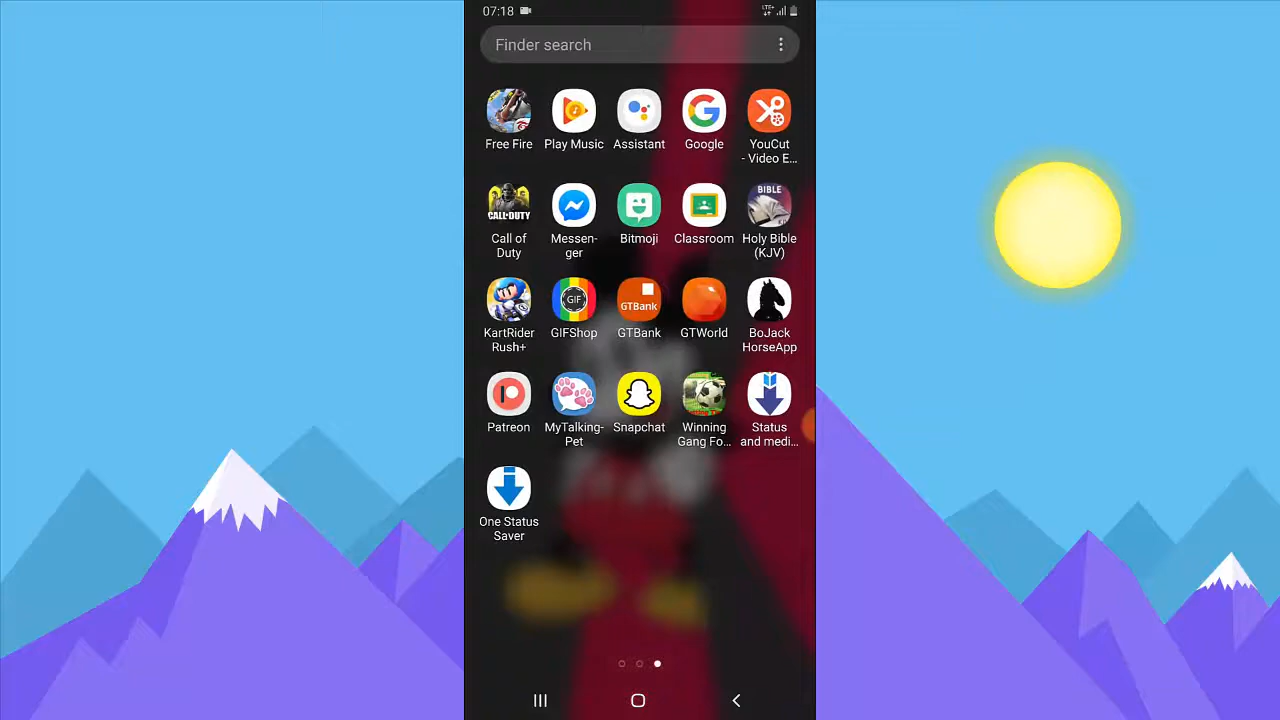 07:18
LTE+
Finder search
Free Fire
Play Music
Assistant
Google
YouCut
- Video E...
CALL•DUTY
BIBLE
Call of
Duty
Messen-
ger
Bitmoji
Classroom
Holy Bible
(KJV)
GIF
GTBank
KartRider
Rush+
GIFShop
GTBank
GTWorld
BoJack
HorseApp
Patreon
MyTalking-
Pet
Snapchat
Winning
Gang Fo...
Status
and medi...
One Status
Saver